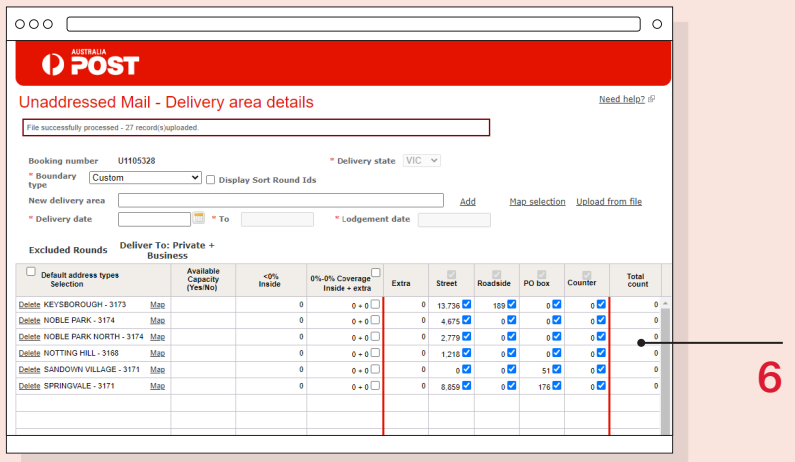 AUSTRALIA
POST
Unaddressed Mail - Delivery area details
Need help?
File successfully processed - 27 record(s)uploaded.
Booking number U1105328 * Delivery state VIC
* Boundary type Custom Display Sort Round Ids
New delivery area Add Map selection Upload from file
* Delivery date * To * Lodgement date
Excluded Rounds Deliver To: Private + Business
Default address types Selection Available Capacity (Yes/No) <0% Inside 0%-0% Coverage Inside + extra Extra Street Roadside PO box Counter Total count
Delete KEYSBOROUGH - 3173 Map 0 0 + 0 0 13,736 189 0 0 0
Delete NOBLE PARK - 3174 Map 0 0 + 0 0 4,675 0 0 0 0
Delete NOBLE PARK NORTH - 3174 Map 0 0 + 0 0 2,779 0 0 0 0
Delete NOTTING HILL - 3168 Map 0 0 + 0 0 1,218 0 0 0 0
Delete SANDOWN VILLAGE - 3171 Map 0 0 + 0 0 0 0 51 0 0
Delete SPRINGVALE - 3171 Map 0 0 + 0 0 8,859 0 176 0 0
6